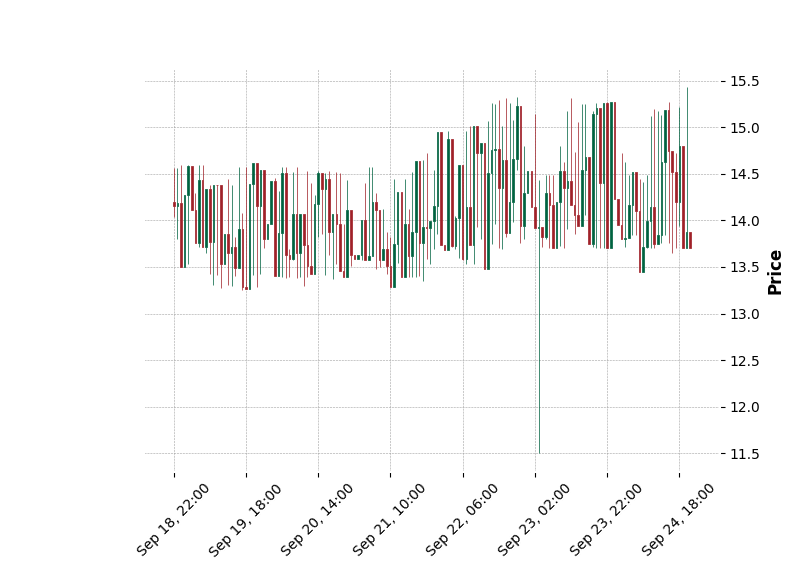 15.5
15.0
14.5
14.0
13.5
13.0
12.5
12.0
11.5
Price
Sep 18, 22:00
Sep 19, 18:00
Sep 20, 14:00
Sep 21, 10:00
Sep 22, 06:00
Sep 23, 02:00
Sep 23, 22:00
Sep 24, 18:00